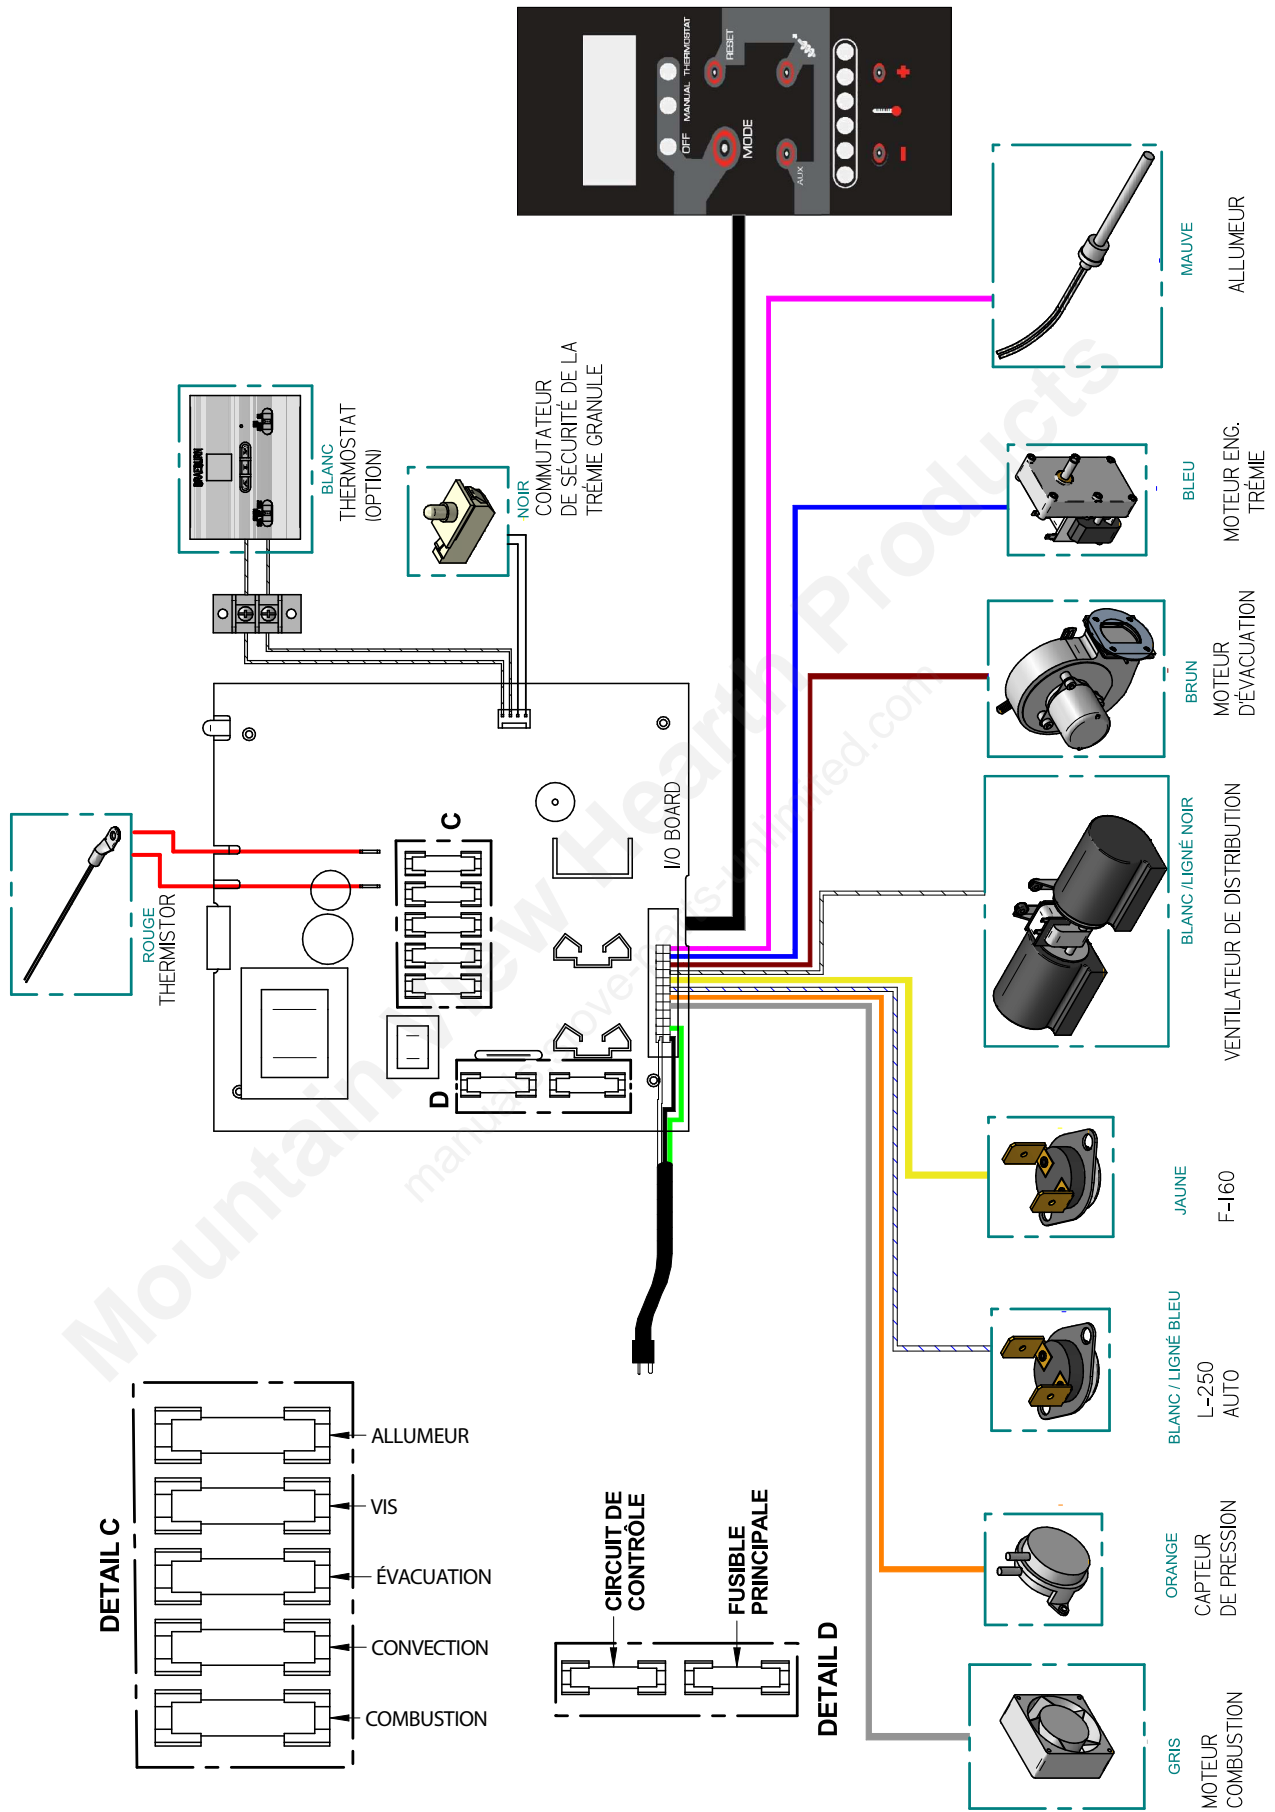 OFF
MANUAL
THERMOSTAT
RESET
MODE
AUX
BRAEBURN
BLANC
THERMOSTAT
(OPTION)
NOIR
COMMUTATEUR
DE SÉCURITÉ DE LA
TRÉMIE GRANULE
ROUGE
THERMISTOR
C
D
I/O BOARD
MAUVE
ALLUMEUR
BLEU
MOTEUR ENG.
TRÉMIE
BRUN
MOTEUR
D'ÉVACUATION
BLANC /LIGNÉ NOIR
VENTILATEUR DE DISTRIBUTION
JAUNE
F-160
BLANC / LIGNÉ BLEU
L-250
AUTO
ORANGE
CAPTEUR
DE PRESSION
GRIS
MOTEUR
COMBUSTION
DETAIL C
ALLUMEUR
VIS
ÉVACUATION
CONVECTION
COMBUSTION
CIRCUIT DE
CONTRÔLE
FUSIBLE
PRINCIPALE
DETAIL D
Mountain View Hearth Products
manuals.stove-parts-unlimited.com